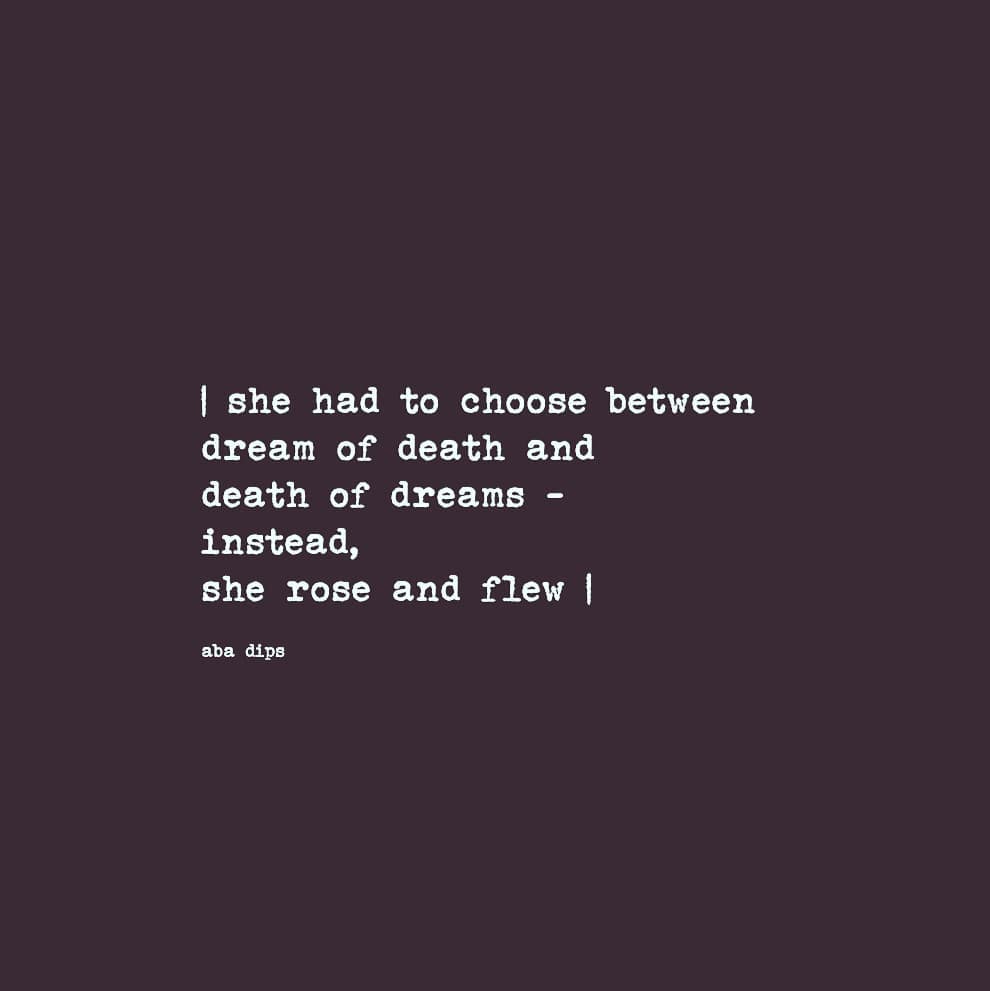 | she had to choose between
dream of death and
death of dreams -
instead,
she rose and flew |
aba dips